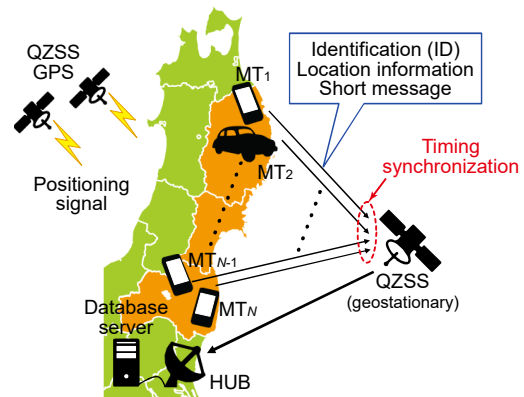 QZSS
GPS
Positioning
signal
MT1
MT2
MTN-1
MTN
Identification (ID)
Location information
Short message
Timing
synchronization
QZSS
(geostationary)
Database
server
HUB